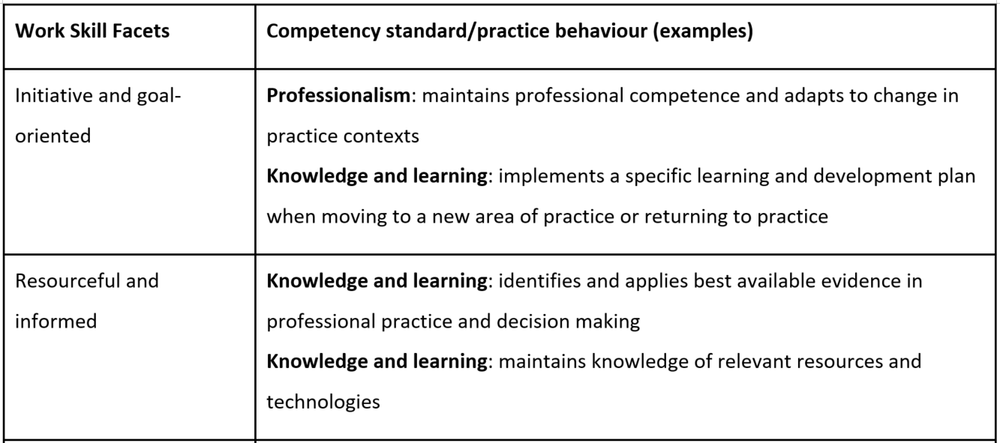 Work Skill Facets
Competency standard/practice behaviour (examples)
Initiative and goal-
oriented
Professionalism: maintains professional competence and adapts to change in
practice contexts
Knowledge and learning: implements a specific learning and development plan
when moving to a new area of practice or returning to practice
Resourceful and
informed
Knowledge and learning: identifies and applies best available evidence in
professional practice and decision making
Knowledge and learning: maintains knowledge of relevant resources and
technologies